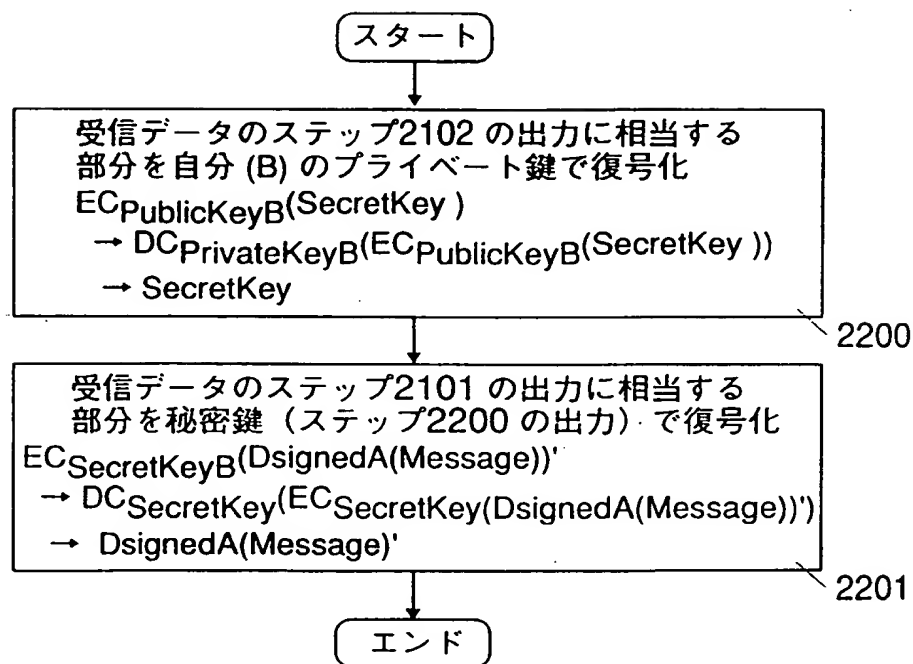 スタート
受信データのステップ2102 の出力に相当する
部分を自分 (B) のプライベート鍵で復号化
ECPublicKeyB(SecretKey )
→ DCPrivateKeyB(ECPublicKeyB(SecretKey ))
→ SecretKey
2200
受信データのステップ2101 の出力に相当する
部分を秘密鍵（ステップ2200 の出力）で復号化
ECSecretKeyB(DsignedA(Message))'
→ DCSecretKey(ECSecretKey(DsignedA(Message))')
→ DsignedA(Message)'
2201
エンド